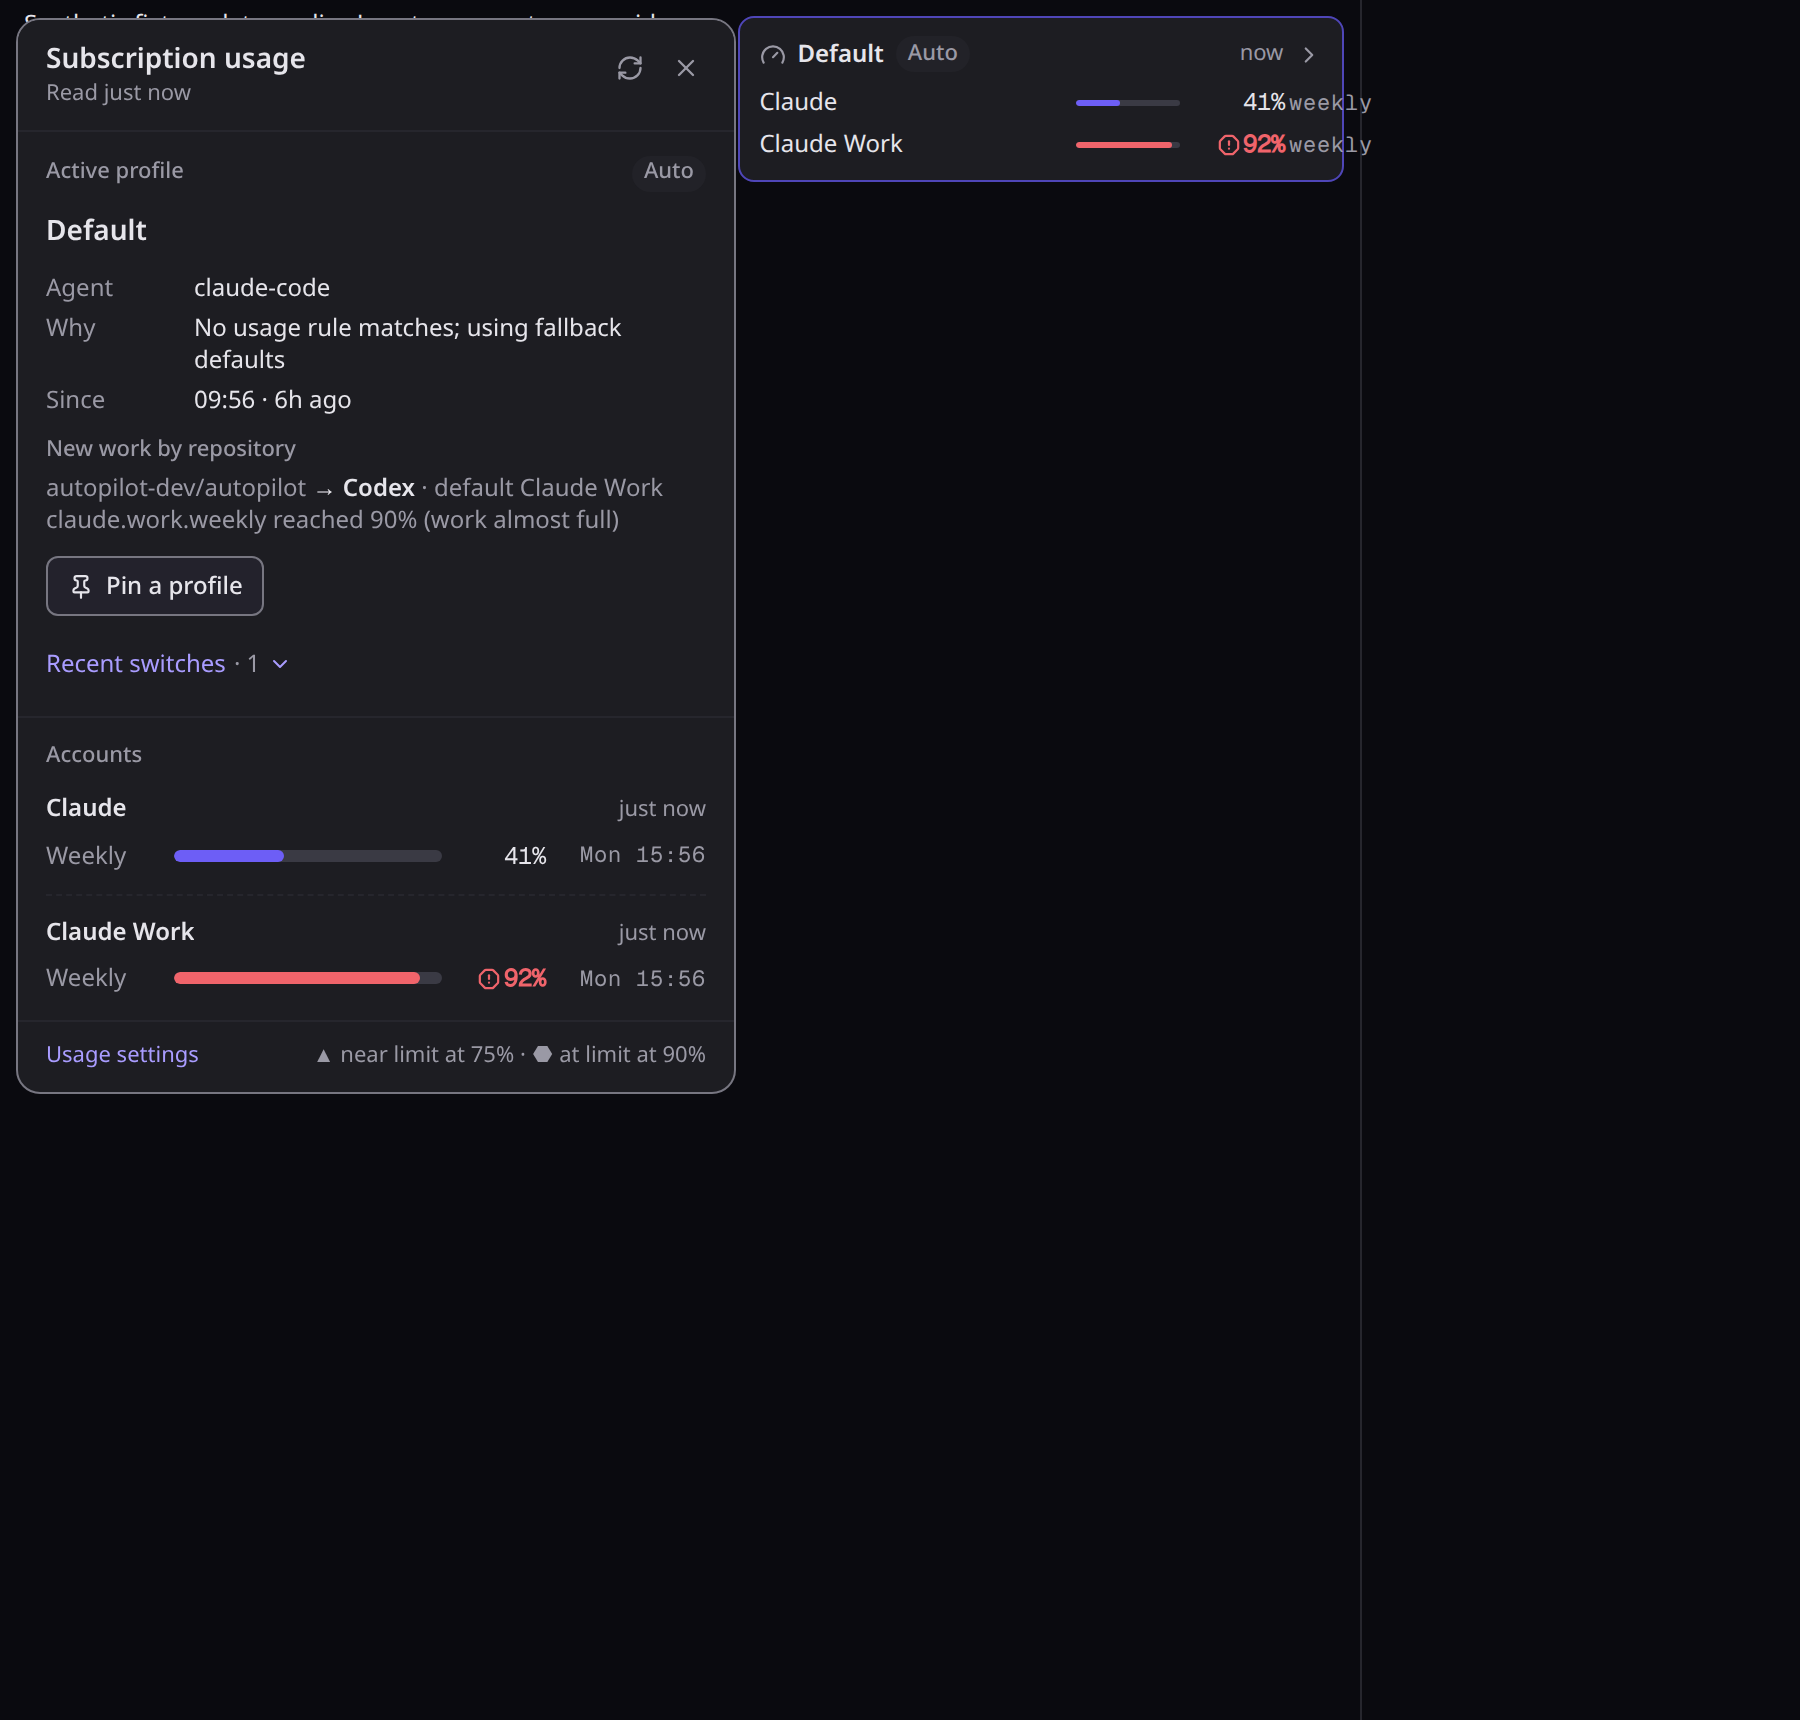 Subscription usage
Read just now
Active profile
Auto
Default
Agent
claude-code
Why
No usage rule matches; using fallback
defaults
Since
09:56 · 6h ago
New work by repository
autopilot-dev/autopilot → Codex · default Claude Work
claude.work.weekly reached 90% (work almost full)
Pin a profile
Recent switches · 1
Accounts
Claude
just now
Weekly
41%
Mon 15:56
Claude Work
just now
Weekly
92%
Mon 15:56
Usage settings
▲ near limit at 75% · ⬣ at limit at 90%
Default
Auto
now
Claude
41% weekly
Claude Work
92% weekly